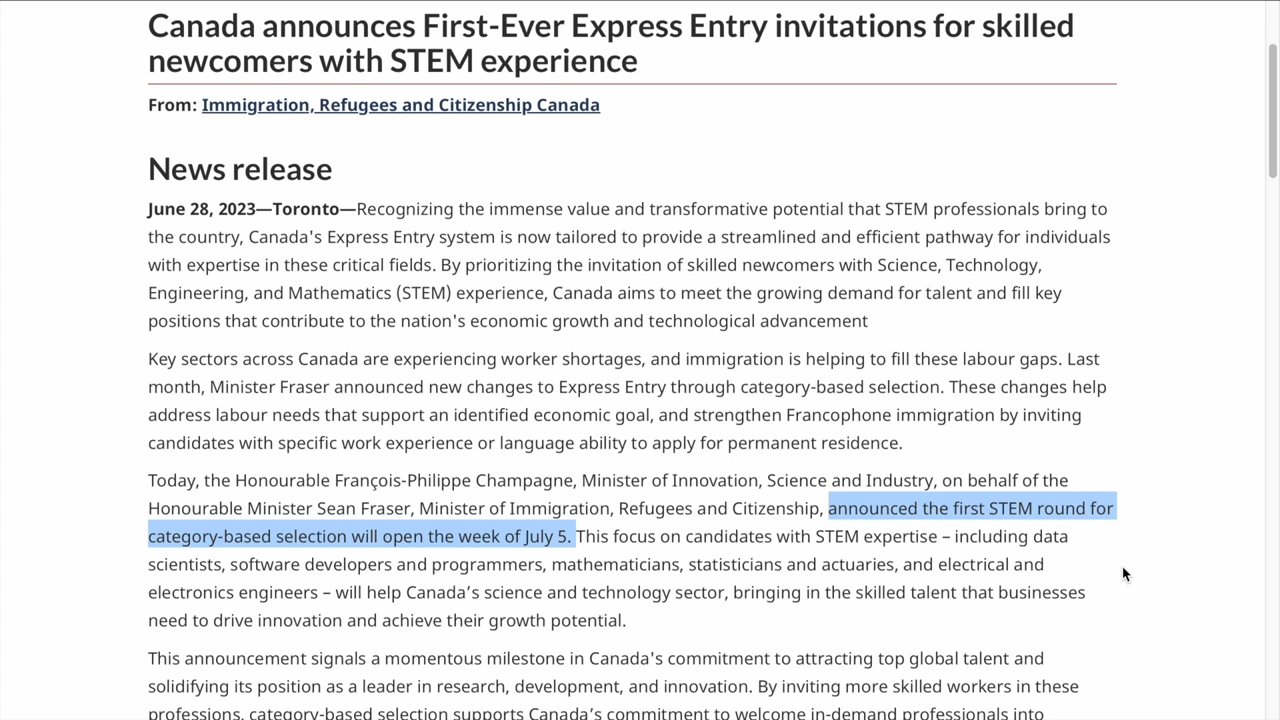 Canada announces First-Ever Express Entry invitations for skilled
newcomers with STEM experience
From: Immigration, Refugees and Citizenship Canada
News release
June 28, 2023—Toronto—Recognizing the immense value and transformative potential that STEM professionals bring to
the country, Canada's Express Entry system is now tailored to provide a streamlined and efficient pathway for individuals
with expertise in these critical fields. By prioritizing the invitation of skilled newcomers with Science, Technology,
Engineering, and Mathematics (STEM) experience, Canada aims to meet the growing demand for talent and fill key
positions that contribute to the nation's economic growth and technological advancement
Key sectors across Canada are experiencing worker shortages, and immigration is helping to fill these labour gaps. Last
month, Minister Fraser announced new changes to Express Entry through category-based selection. These changes help
address labour needs that support an identified economic goal, and strengthen Francophone immigration by inviting
candidates with specific work experience or language ability to apply for permanent residence.
Today, the Honourable François-Philippe Champagne, Minister of Innovation, Science and Industry, on behalf of the
Honourable Minister Sean Fraser, Minister of Immigration, Refugees and Citizenship, announced the first STEM round for
category-based selection will open the week of July 5. This focus on candidates with STEM expertise – including data
scientists, software developers and programmers, mathematicians, statisticians and actuaries, and electrical and
electronics engineers – will help Canada’s science and technology sector, bringing in the skilled talent that businesses
need to drive innovation and achieve their growth potential.
This announcement signals a momentous milestone in Canada's commitment to attracting top global talent and
solidifying its position as a leader in research, development, and innovation. By inviting more skilled workers in these
professions, category-based selection supports Canada’s commitment to welcome in-demand professionals into